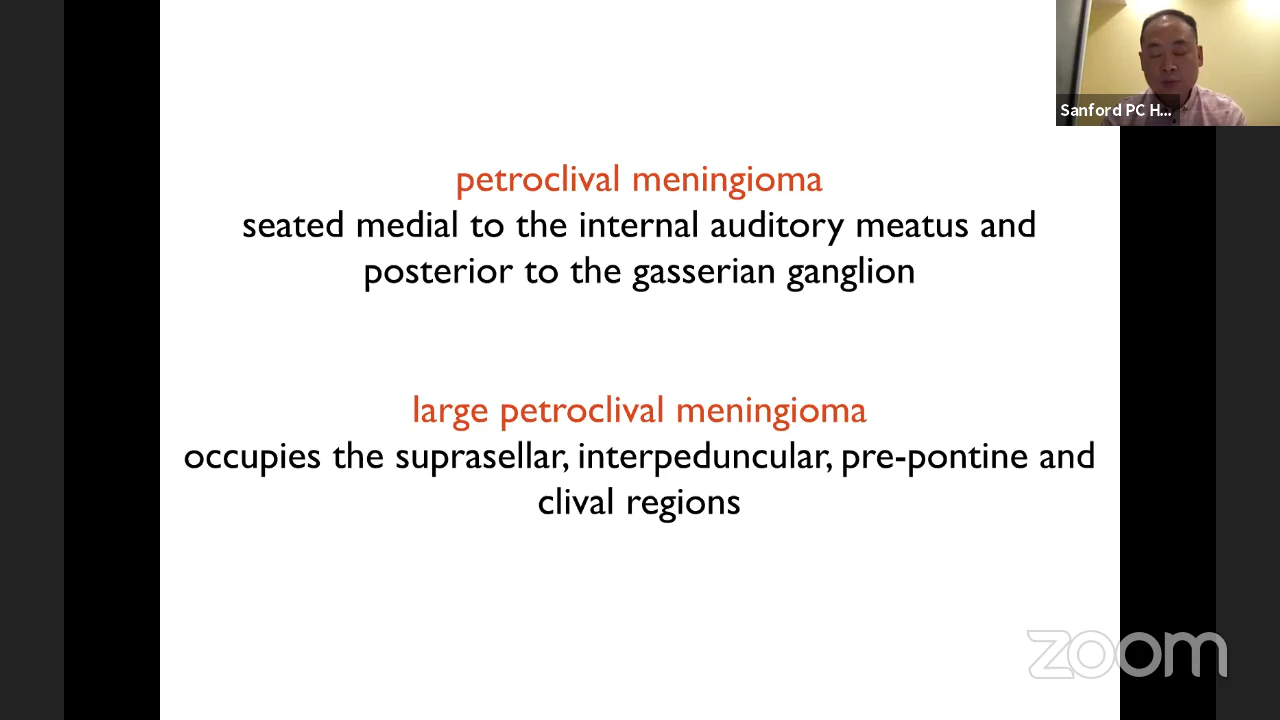 Sanford PC H...
petroclival meningioma
seated medial to the internal auditory meatus and
posterior to the gasserian ganglion
large petroclival meningioma
occupies the suprasellar, interpeduncular, pre-pontine and
clival regions
zoom